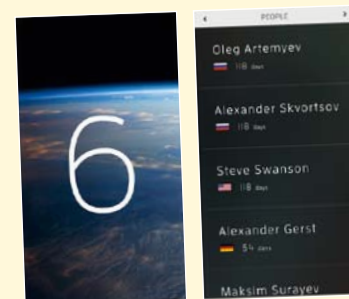 6
PEOPLE
Oleg Artemyev
118 days
Alexander Skvortsov
118 days
Steve Swanson
118 days
Alexander Gerst
54 days
Maksim Surayev